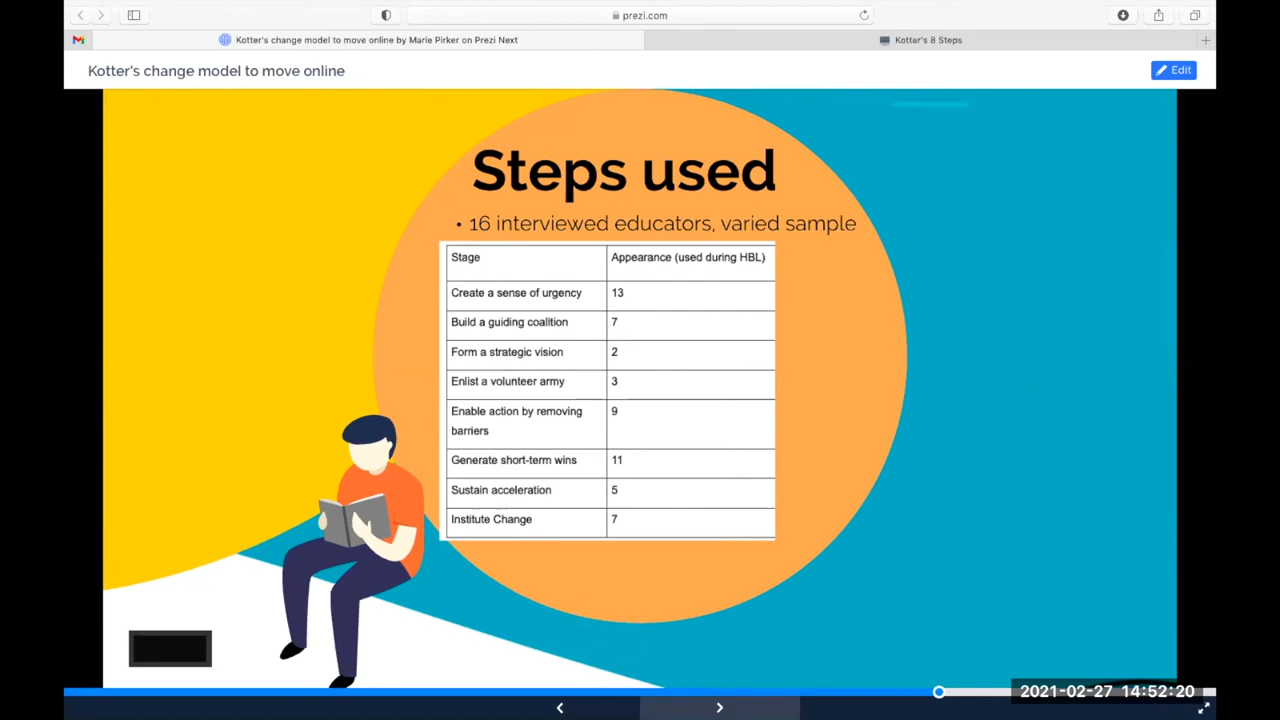 prezi.com
Kotter's change model to move online by Marie Pirker on Prezi Next
Kotter's 8 Steps
Kotter's change model to move online
Edit
Steps used
• 16 interviewed educators, varied sample
Stage Appearance (used during HBL)
Create a sense of urgency 13
Build a guiding coalition 7
Form a strategic vision 2
Enlist a volunteer army 3
Enable action by removing 9
barriers
Generate short-term wins 11
Sustain acceleration 5
Institute Change 7
2021-02-27 14:52:20